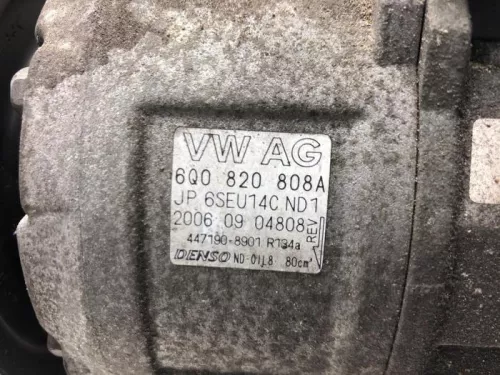 VW AG
6Q0 820 808A
JP 6SEU14C ND1
2006 09 04808
REV
447190-8901 R134a
DENSO ND-OIL8 80cm³